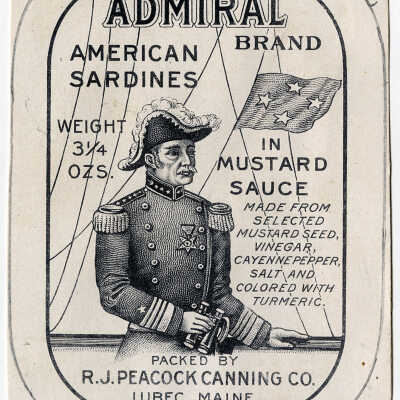 ADMIRAL
BRAND
AMERICAN
SARDINES
WEIGHT
3¼
OZS.
IN
MUSTARD
SAUCE
MADE FROM
SELECTED
MUSTARD SEED,
VINEGAR,
CAYENNE PEPPER,
SALT AND
COLORED WITH
TURMERIC.
PACKED BY
R.J. PEACOCK CANNING CO.
LUBEC, MAINE